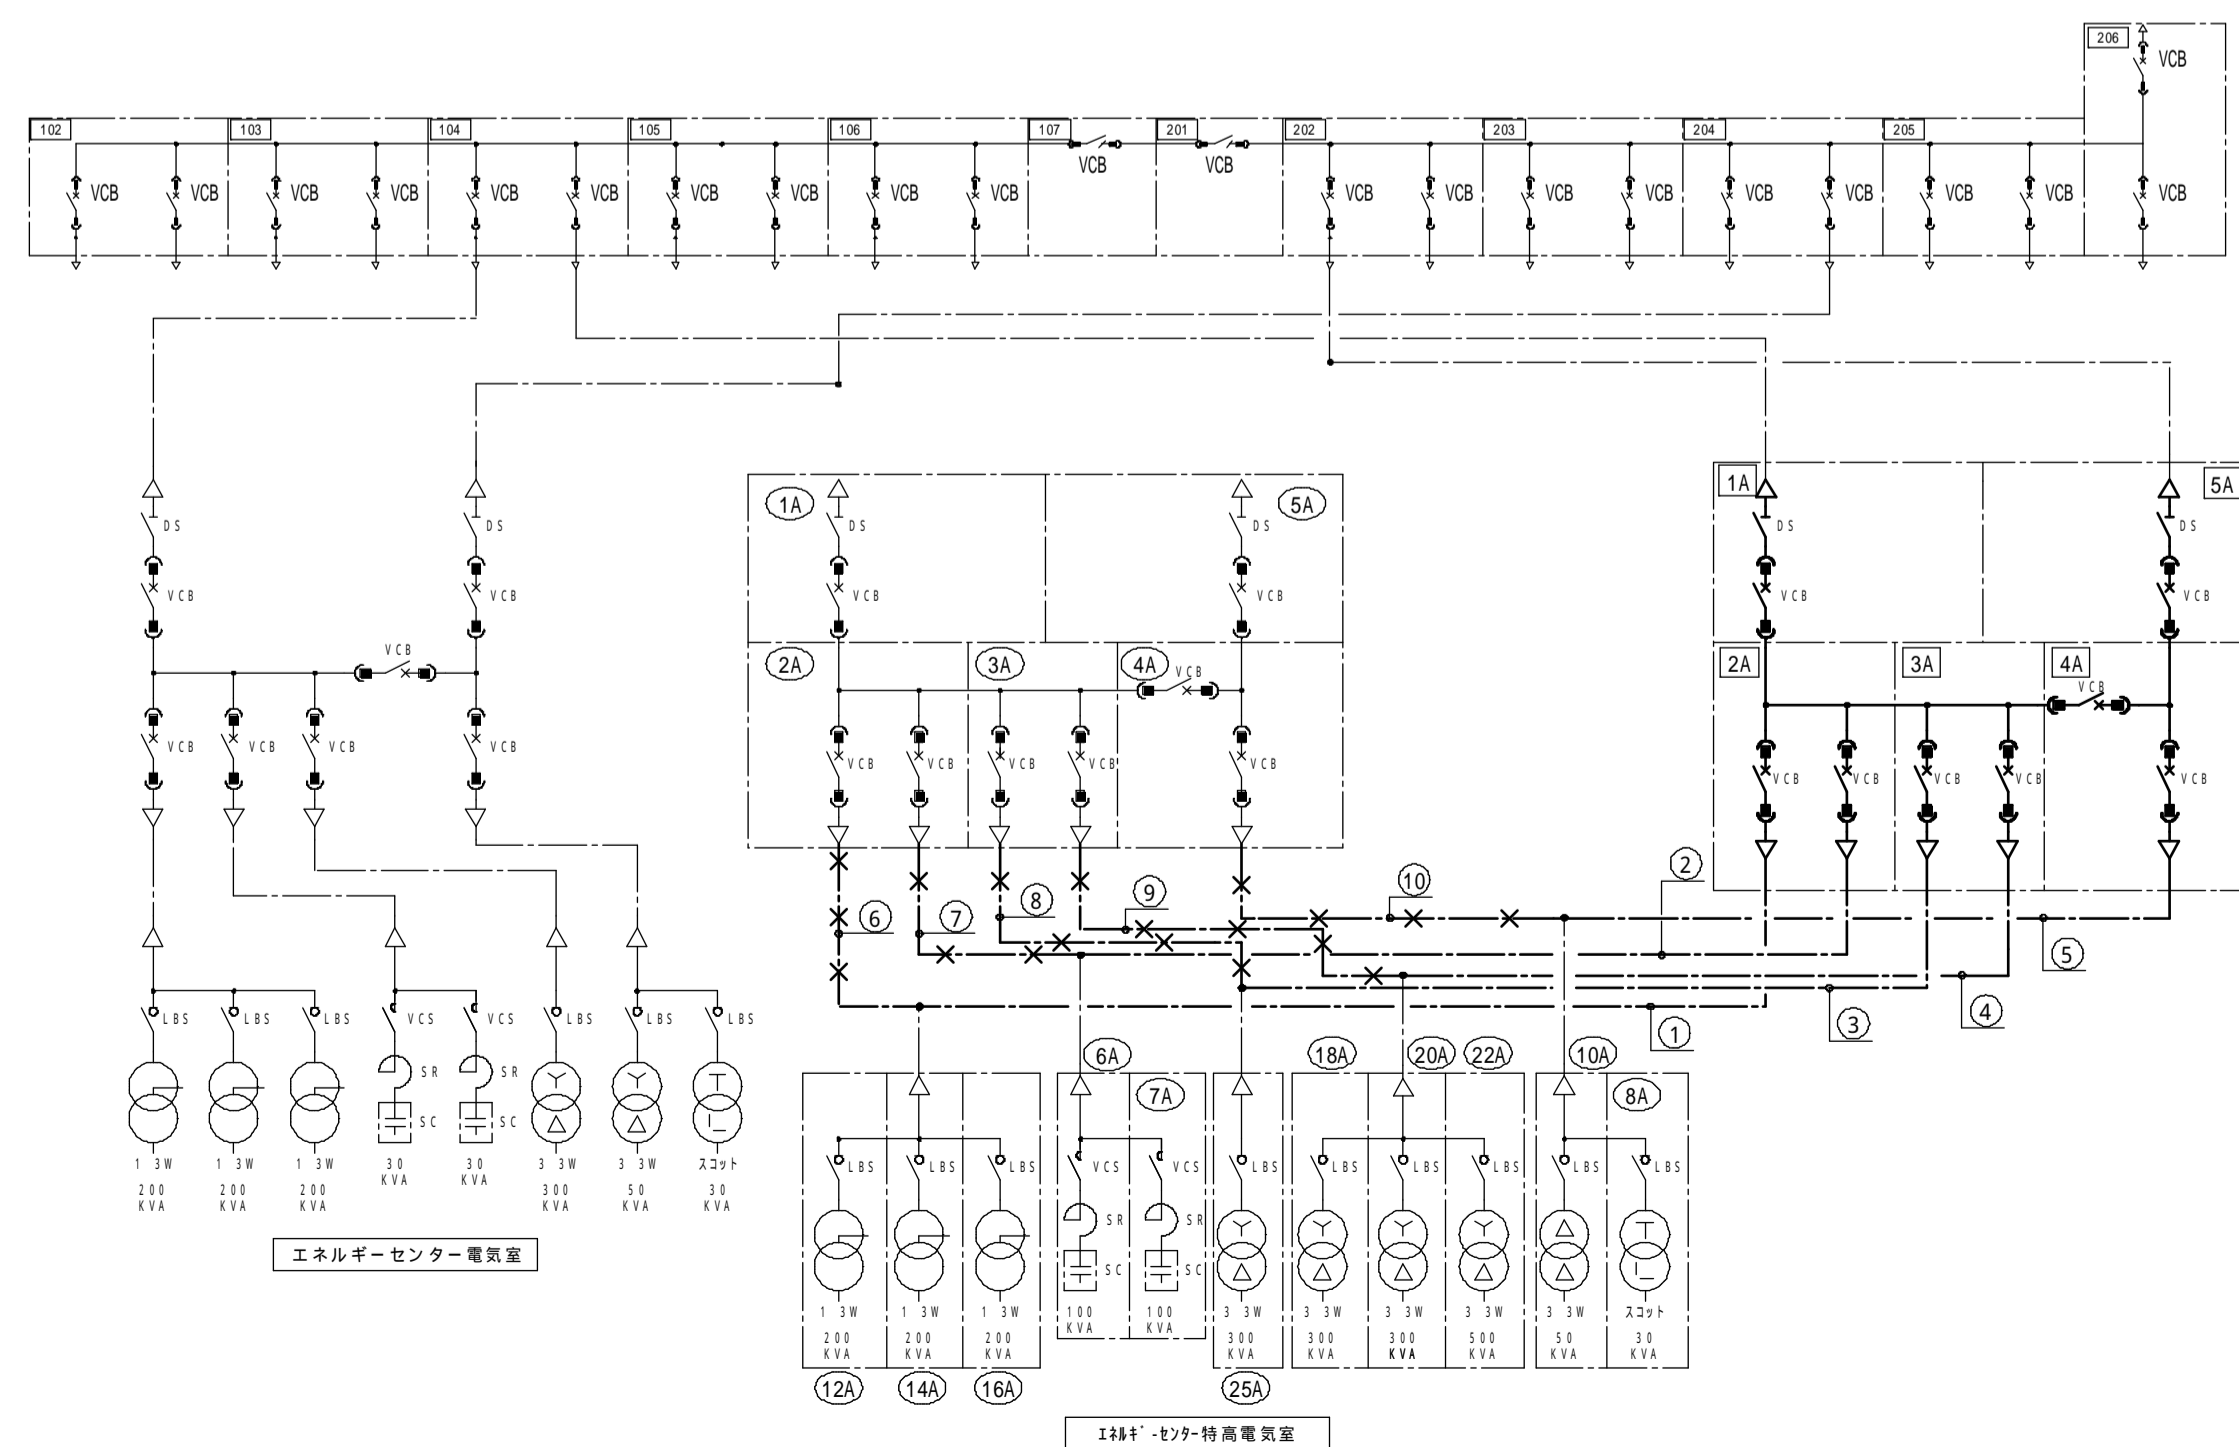 206
VCB
102 103 104 105 106 107 201 202 203 204 205
VCB VCB
VCB VCB VCB VCB VCB VCB VCB VCB VCB VCB VCB VCB VCB VCB VCB VCB VCB VCB VCB
1A 5A
1A 5A
DS DS DS DS DS DS
VCB VCB VCB VCB VCB VCB
VCB
2A 3A 4A
VCB
2A 3A 4A
VCB
VCB VCB VCB VCB
VCB VCB VCB VCB VCB
VCB VCB VCB VCB VCB
2
10
9
8
7
6
5
4
3
1
LBS LBS LBS VCS VCS LBS LBS LBS
SR SR
SC SC
1 3W 1 3W 1 3W 30 30 3 3W 3 3W スコット
KVA KVA
200 200 200 300 50 30
KVA KVA KVA KVA KVA KVA
エネルギーセンター電気室
6A 18A 20A 22A 10A
7A 8A
LBS LBS LBS VCS VCS LBS LBS LBS LBS LBS LBS
SR SR
SC SC
1 3W 1 3W 1 3W 100 100 3 3W 3 3W 3 3W 3 3W 3 3W スコット
KVA KVA
200 200 200 300 300 300 500 50 30
KVA KVA KVA KVA KVA KVA KVA KVA KVA
12A 14A 16A 25A
エネルギーセンター特高電気室